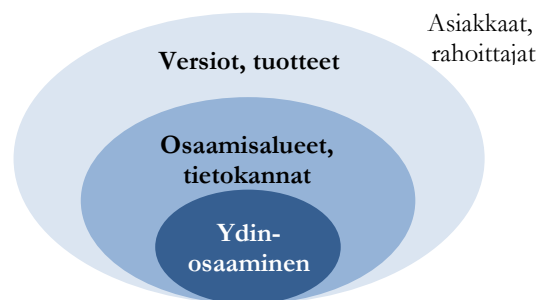 Asiakkaat,
rahoittajat
Versiot, tuotteet
Osaamisalueet,
tietokannat
Ydin-
osaaminen